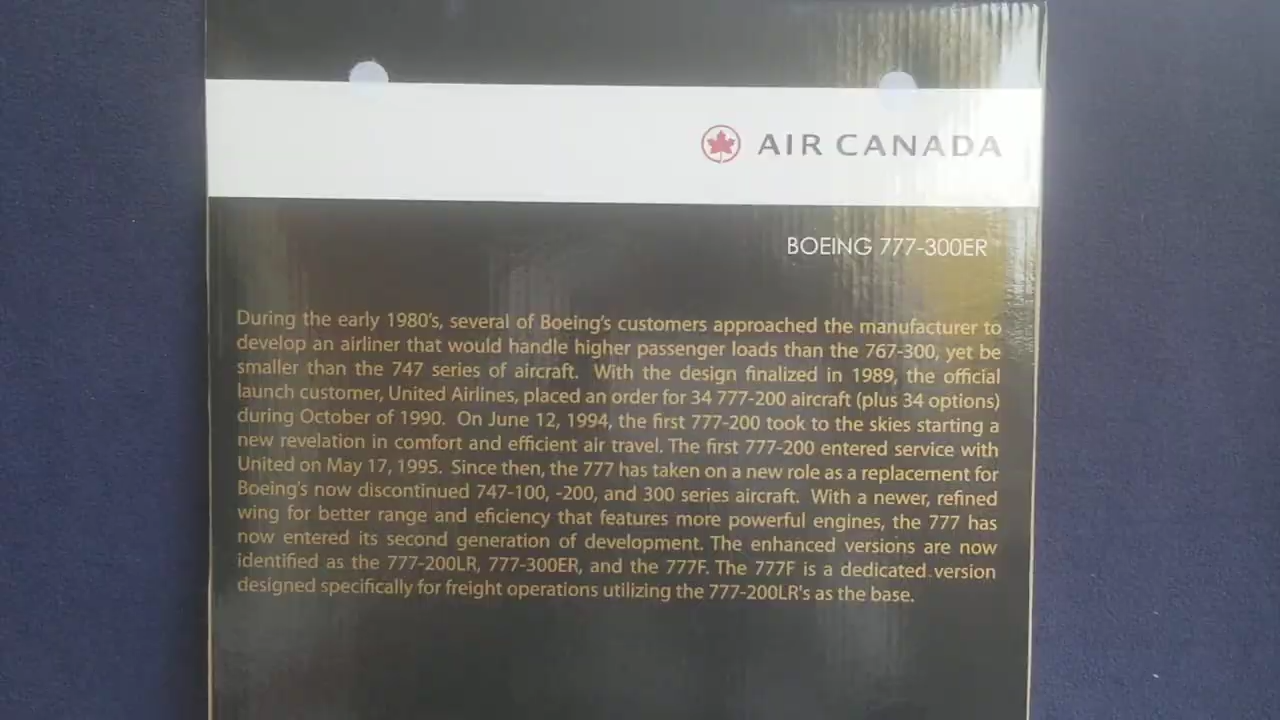 AIR CANADA
BOEING 777-300ER
During the early 1980's, several of Boeing's customers approached the manufacturer to
develop an airliner that would handle higher passenger loads than the 767-300, yet be
smaller than the 747 series of aircraft. With the design finalized in 1989, the official
launch customer, United Airlines, placed an order for 34 777-200 aircraft (plus 34 options)
during October of 1990. On June 12, 1994, the first 777-200 took to the skies starting a
new revelation in comfort and efficient air travel. The first 777-200 entered service with
United on May 17, 1995. Since then, the 777 has taken on a new role as a replacement for
Boeing's now discontinued 747-100, -200, and 300 series aircraft. With a newer, refined
wing for better range and eficiency that features more powerful engines, the 777 has
now entered its second generation of development. The enhanced versions are now
identified as the 777-200LR, 777-300ER, and the 777F. The 777F is a dedicated version
designed specifically for freight operations utilizing the 777-200LR's as the base.